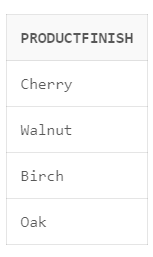 PRODUCTFINISH
Cherry
Walnut
Birch
Oak